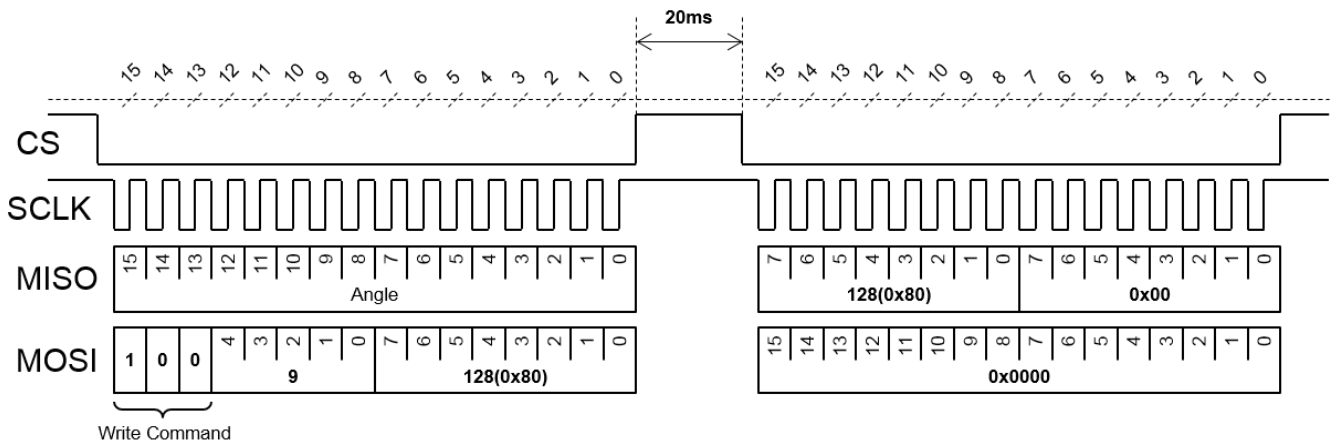 20ms
15 14 13 12 11 10 9 8 7 6 5 4 3 2 1 0 15 14 13 12 11 10 9 8 7 6 5 4 3 2 1 0
CS
SCLK
MISO 15 14 13 12 11 10 9 8 7 6 5 4 3 2 1 0 7 6 5 4 3 2 1 0 7 6 5 4 3 2 1 0
Angle 128(0x80) 0x00
MOSI 1 0 0 4 3 2 1 0 7 6 5 4 3 2 1 0 15 14 13 12 11 10 9 8 7 6 5 4 3 2 1 0
9 128(0x80) 0x0000
Write Command